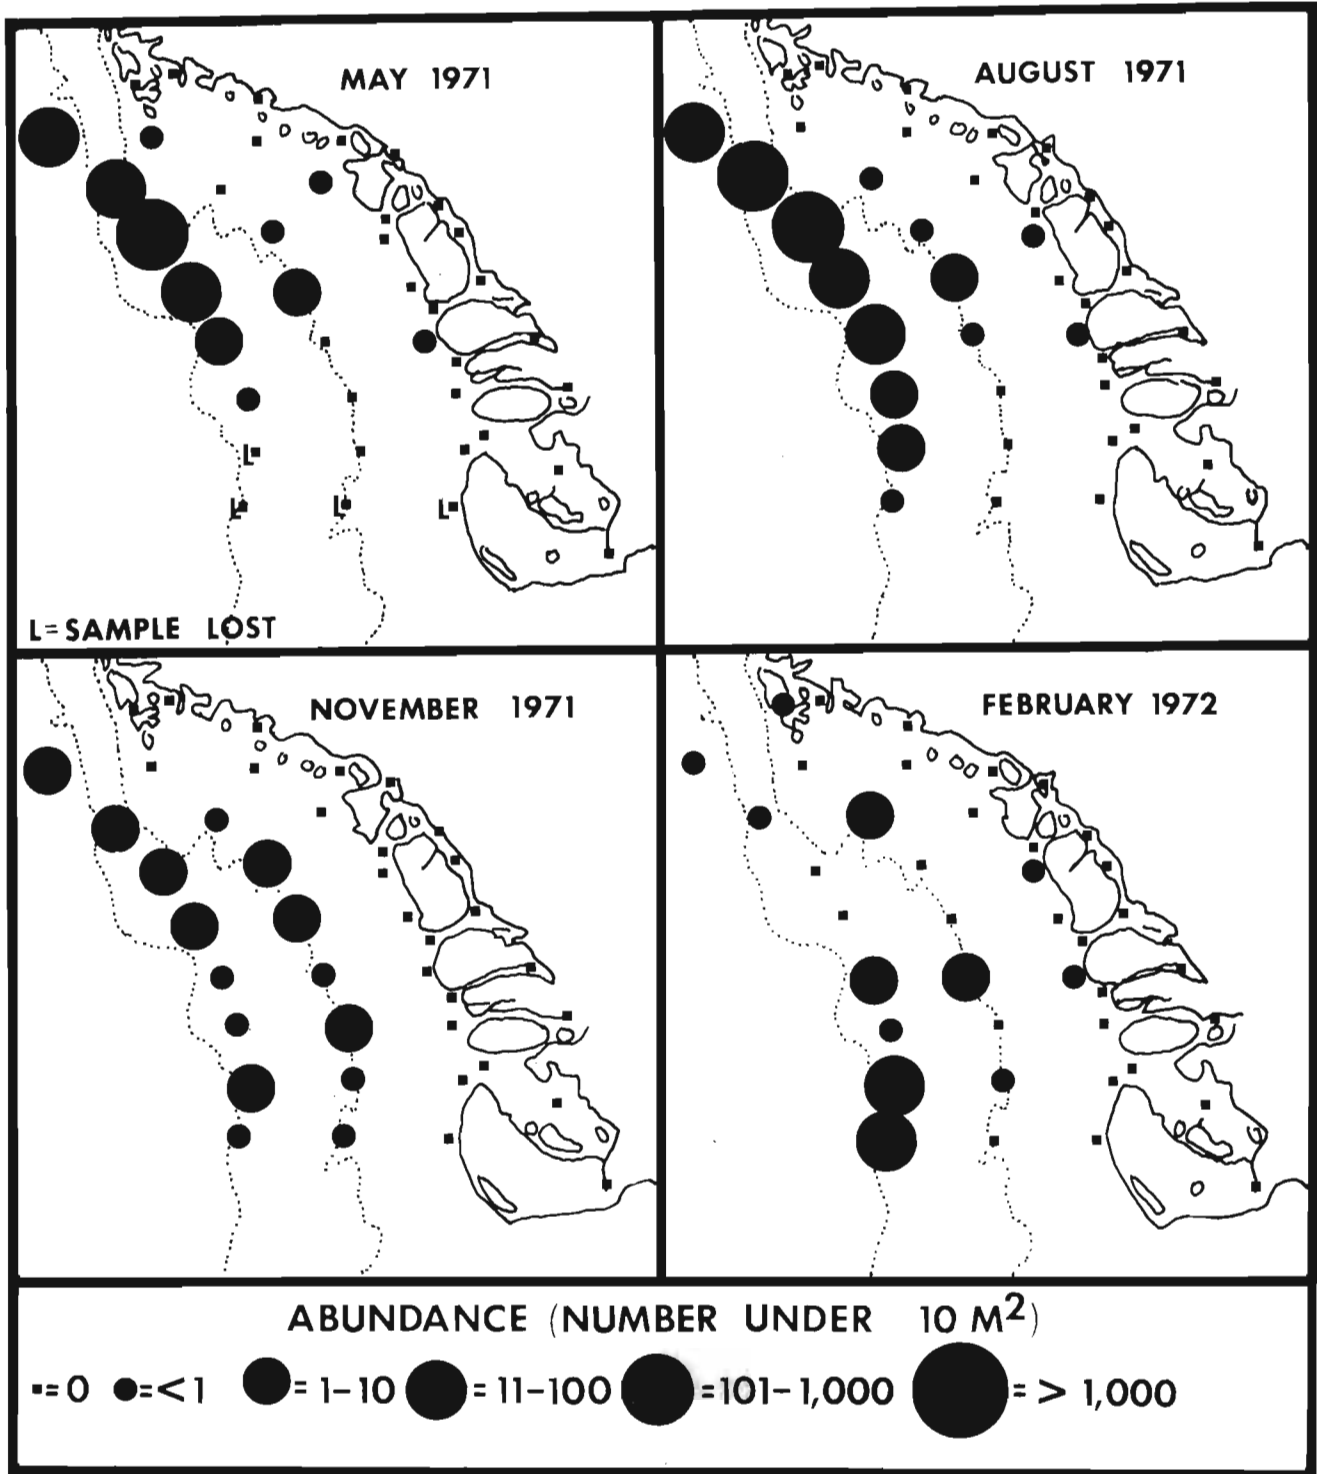 MAY 1971
AUGUST 1971
L
L
L
L
L=SAMPLE LOST
NOVEMBER 1971
FEBRUARY 1972
ABUNDANCE (NUMBER UNDER 10 M²)
=0 =<1 =1-10 =11-100 =101-1,000 => 1,000